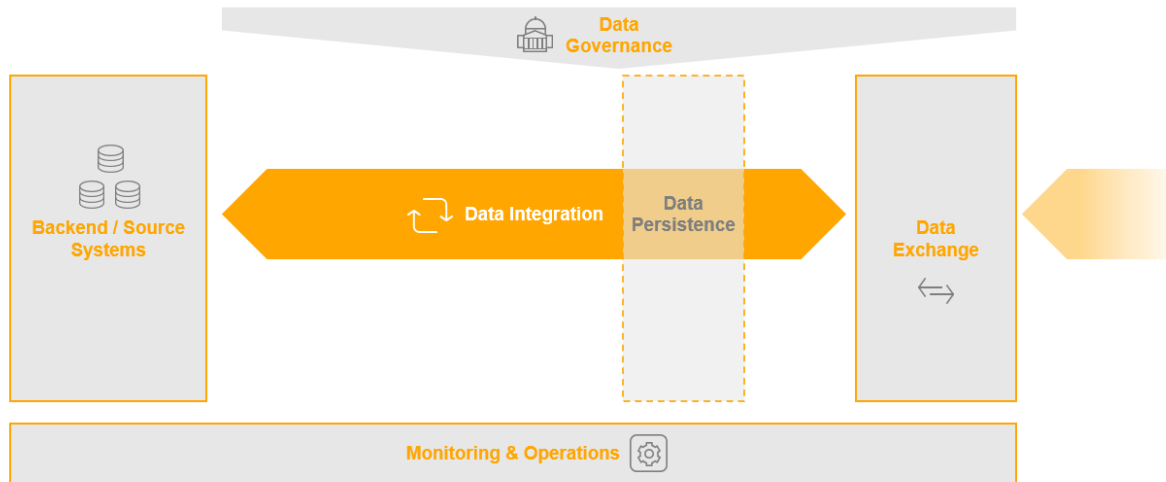 Data
Governance
Backend / Source
Systems
Data Integration
Data
Persistence
Data
Exchange
Monitoring & Operations